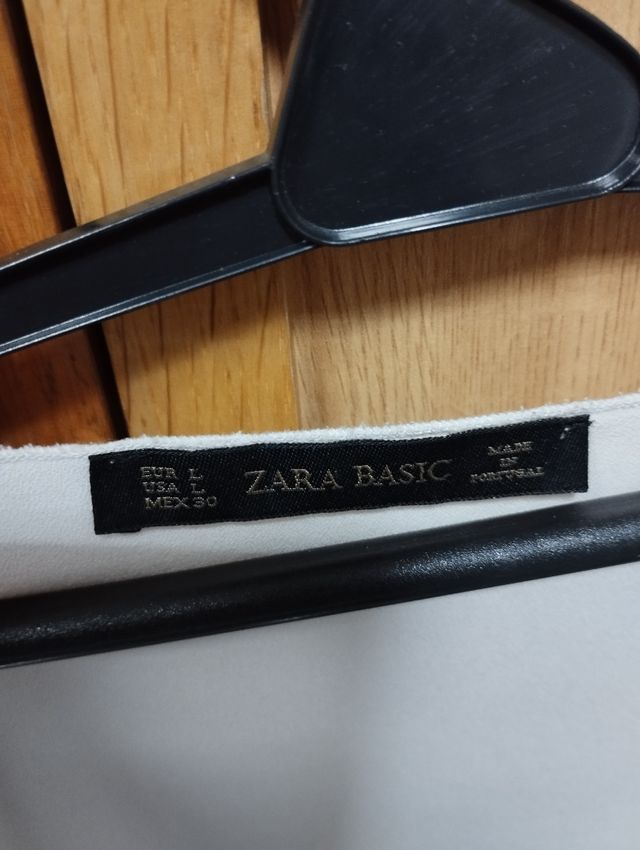 EUR L
USA L
MEX 30
ZARA BASIC
MADE
IN
PORTUGAL